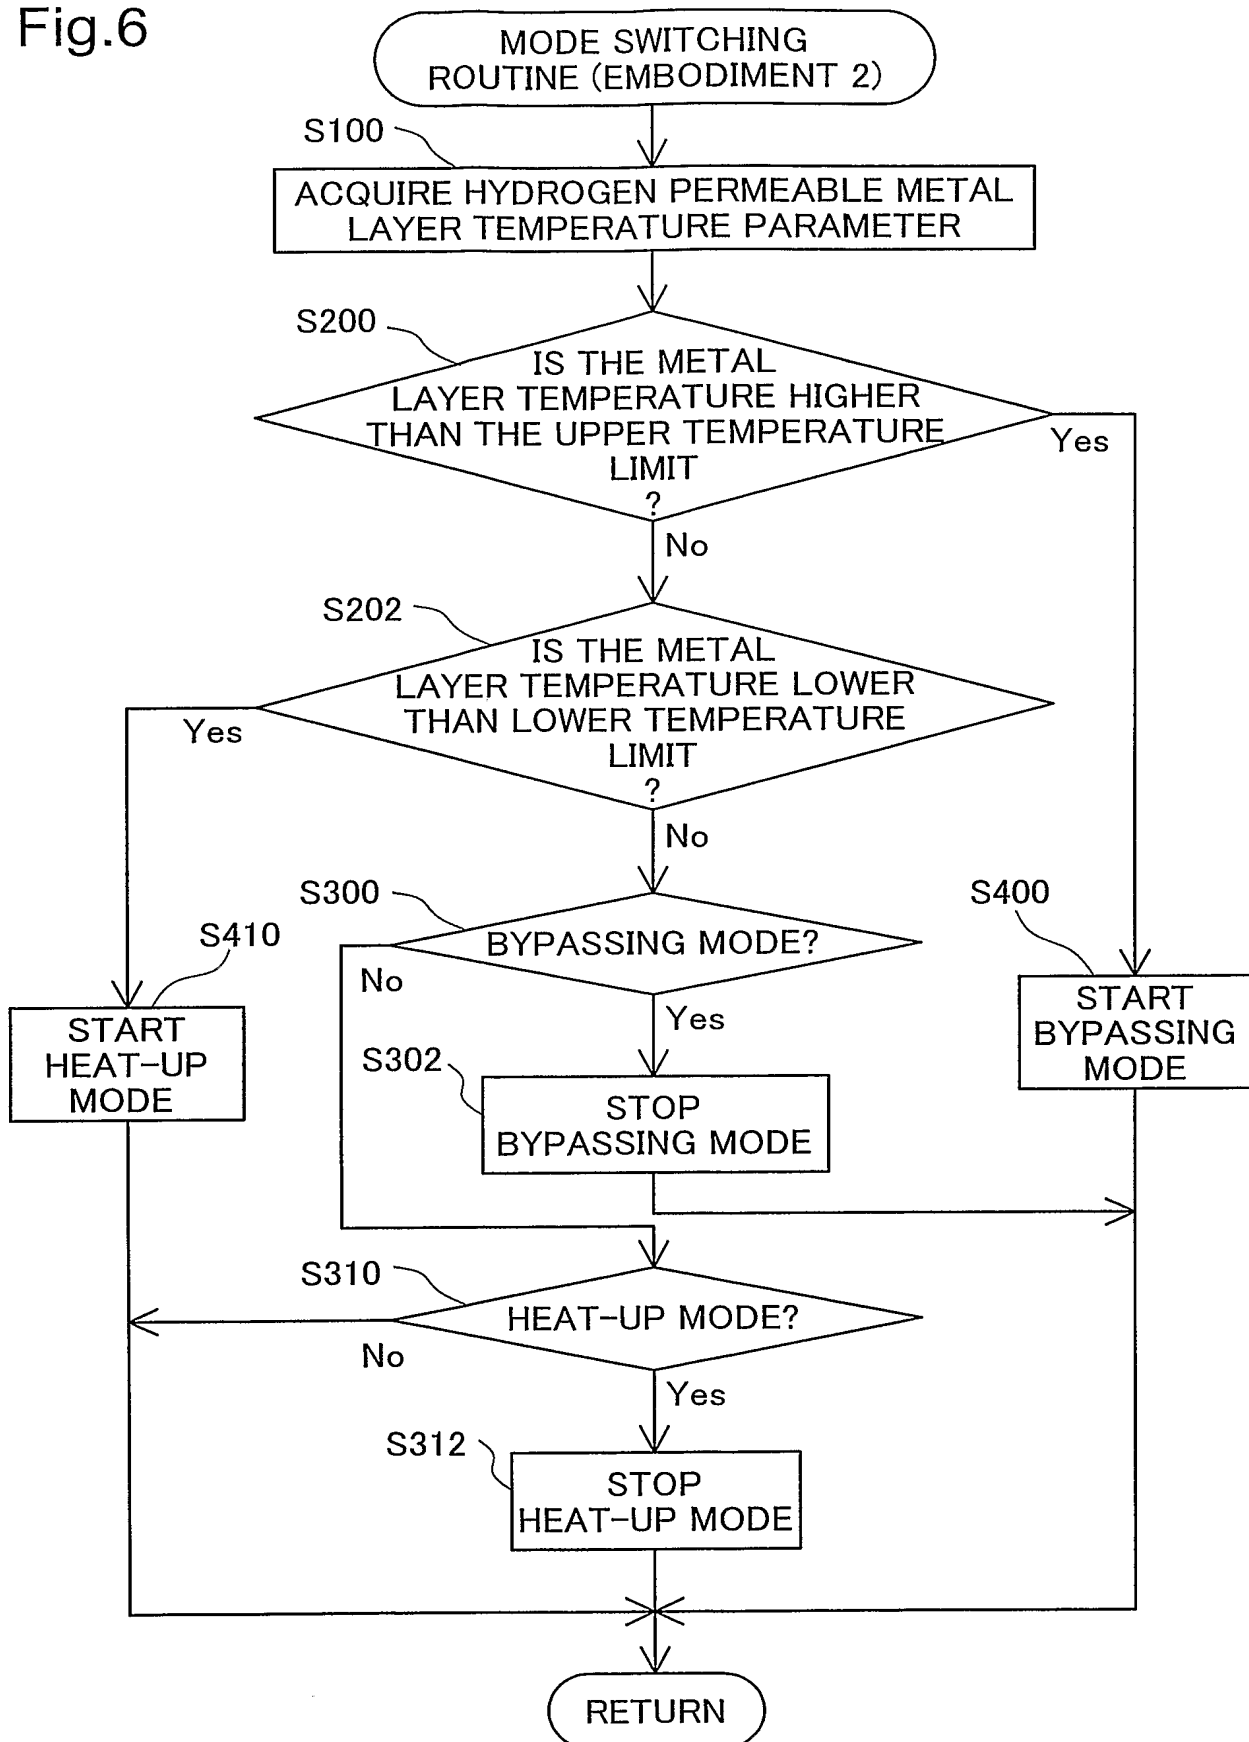 Fig.6
MODE SWITCHING
ROUTINE (EMBODIMENT 2)
S100
ACQUIRE HYDROGEN PERMEABLE METAL
LAYER TEMPERATURE PARAMETER
S200
IS THE METAL
LAYER TEMPERATURE HIGHER
THAN THE UPPER TEMPERATURE
LIMIT
?
Yes
No
S202
IS THE METAL
LAYER TEMPERATURE LOWER
THAN LOWER TEMPERATURE
LIMIT
?
Yes
No
S300
BYPASSING MODE?
No
Yes
S400
START
BYPASSING
MODE
S410
START
HEAT-UP
MODE
S302
STOP
BYPASSING MODE
S310
HEAT-UP MODE?
No
Yes
S312
STOP
HEAT-UP MODE
RETURN